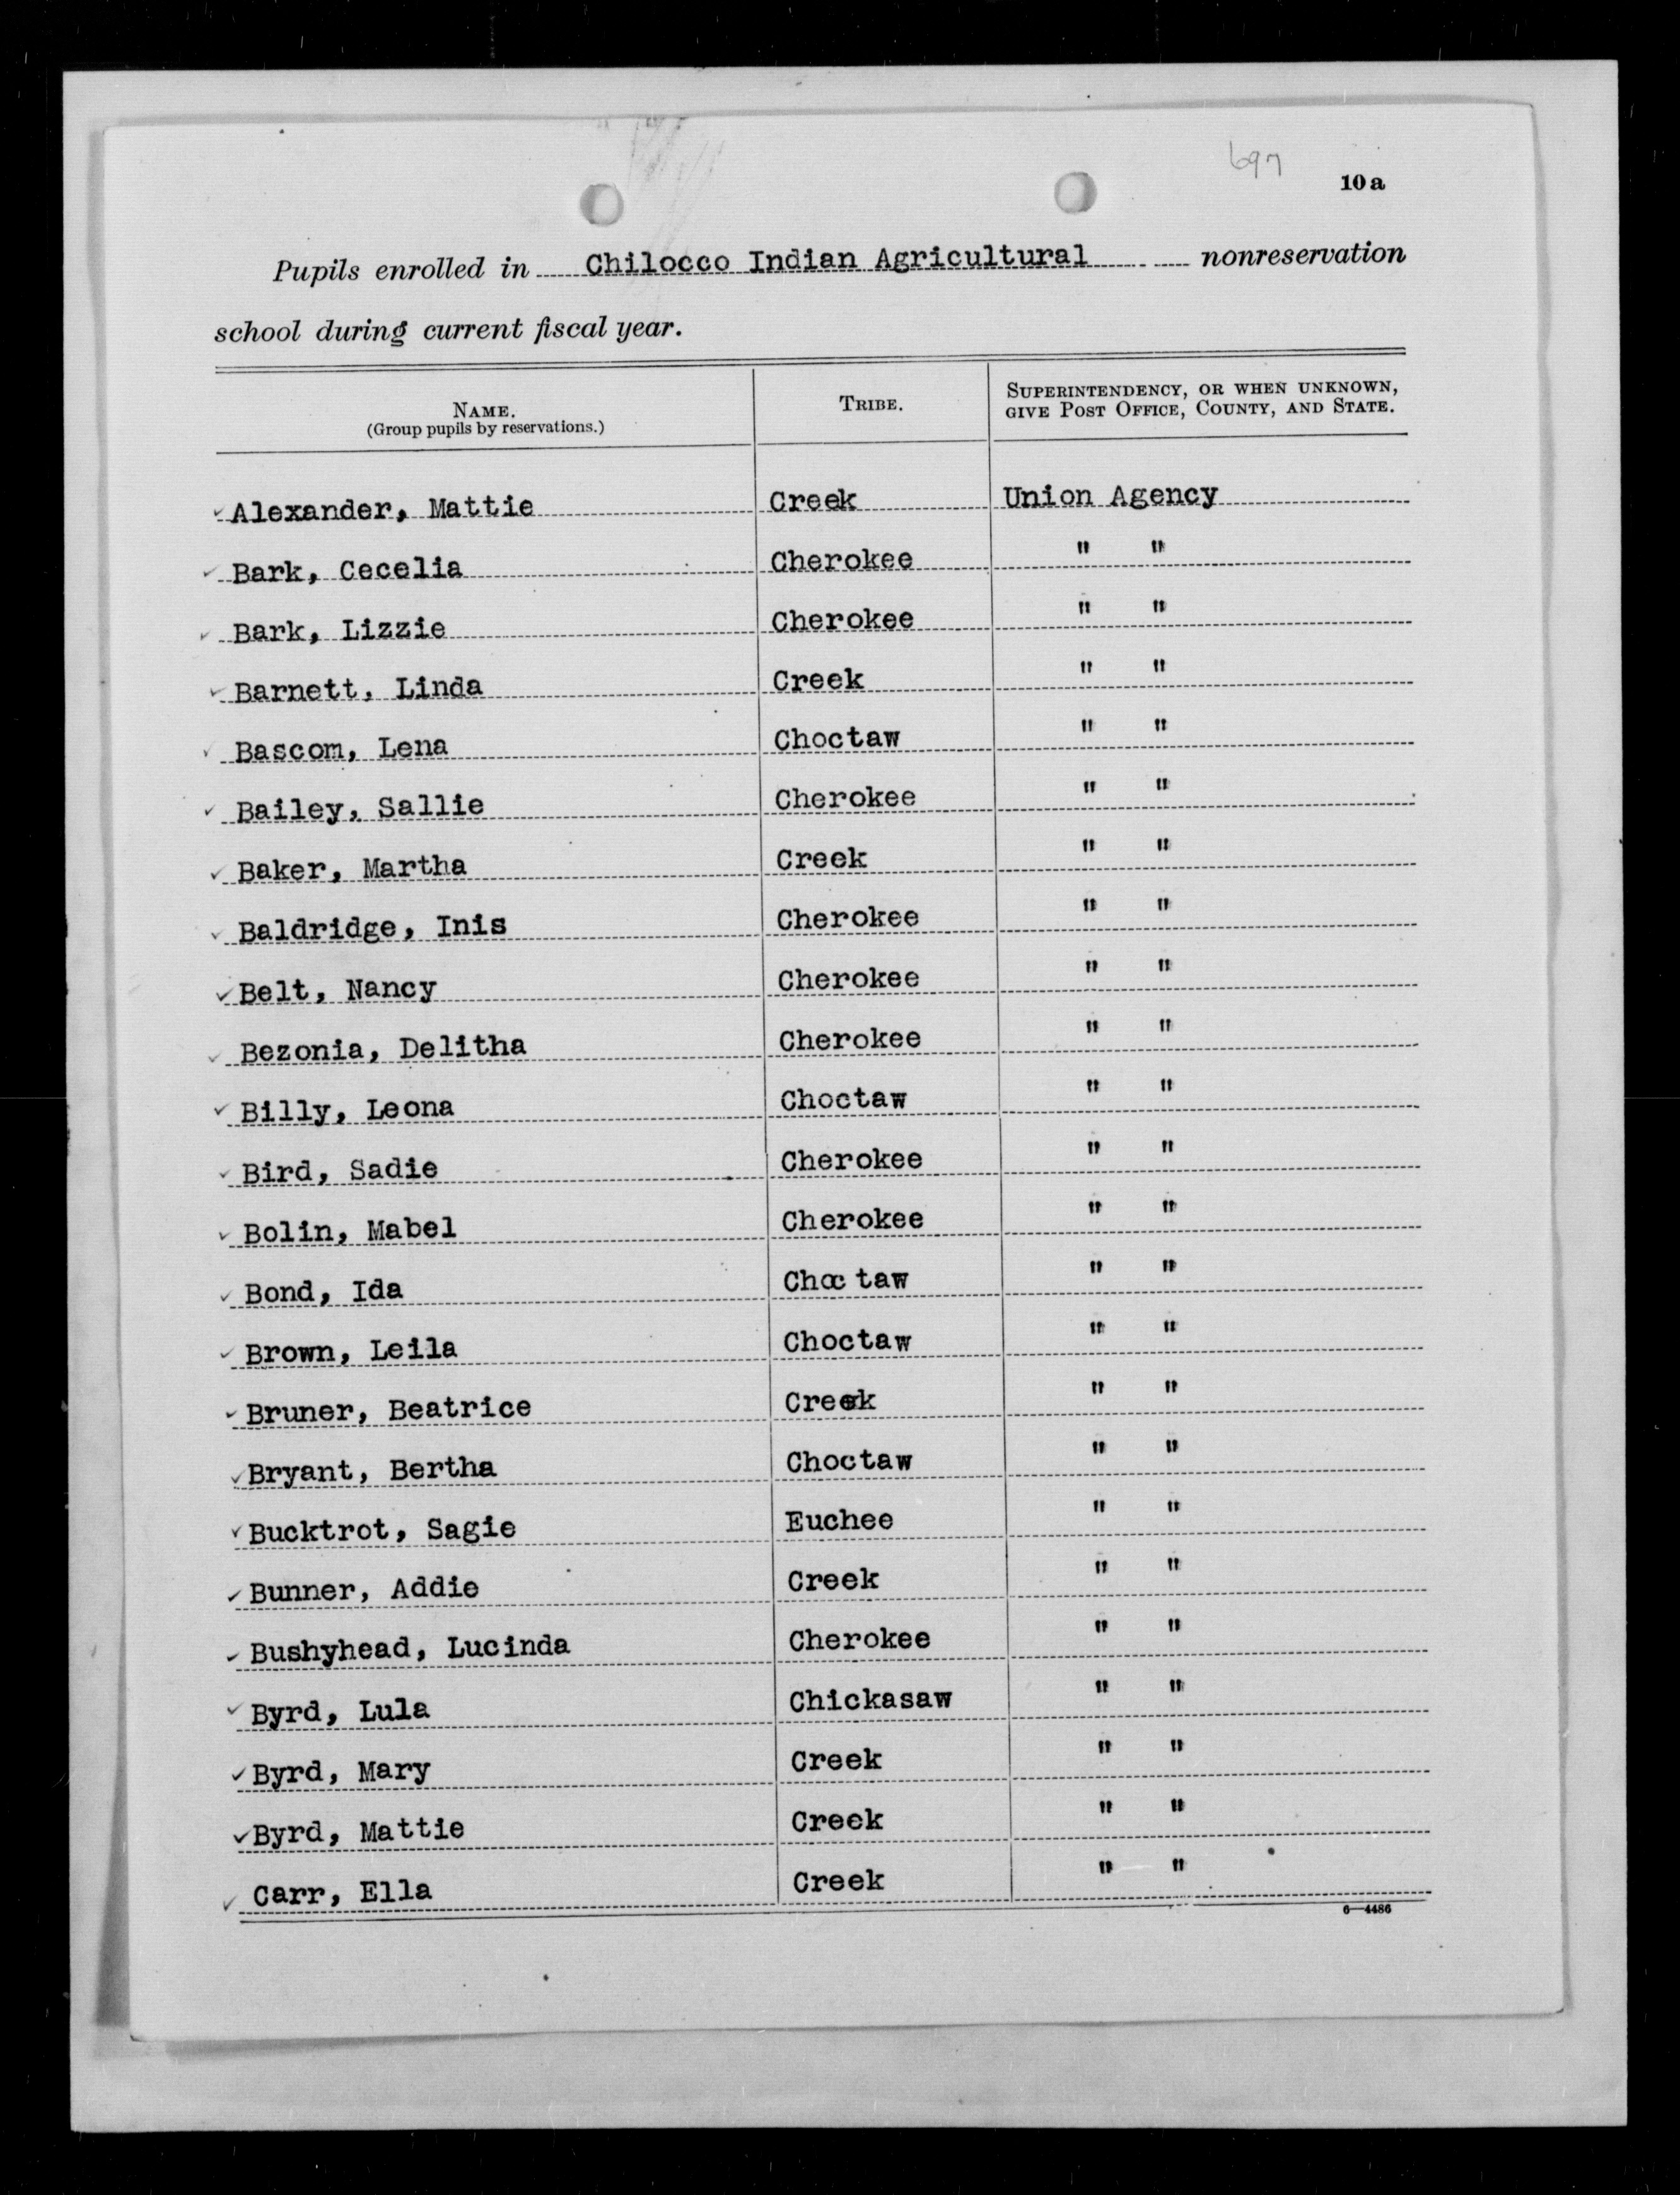 697
10 a
Pupils enrolled in Chilocco Indian Agricultural nonreservation
school during current fiscal year.
NAME.
(Group pupils by reservations.)
TRIBE.
SUPERINTENDENCY, OR WHEN UNKNOWN,
GIVE POST OFFICE, COUNTY, AND STATE.
✓ Alexander, Mattie Creek Union Agency
✓ Bark, Cecelia Cherokee " "
✓ Bark, Lizzie Cherokee " "
✓ Barnett, Linda Creek " "
✓ Bascom, Lena Choctaw " "
✓ Bailey, Sallie Cherokee " "
✓ Baker, Martha Creek " "
✓ Baldridge, Inis Cherokee " "
✓ Belt, Nancy Cherokee " "
✓ Bezonia, Delitha Cherokee " "
✓ Billy, Leona Choctaw " "
✓ Bird, Sadie Cherokee " "
✓ Bolin, Mabel Cherokee " "
✓ Bond, Ida Choctaw " "
✓ Brown, Leila Choctaw " "
✓ Bruner, Beatrice Creek " "
✓ Bryant, Bertha Choctaw " "
✓ Bucktrot, Sagie Euchee " "
✓ Bunner, Addie Creek " "
✓ Bushyhead, Lucinda Cherokee " "
✓ Byrd, Lula Chickasaw " "
✓ Byrd, Mary Creek " "
✓ Byrd, Mattie Creek " "
✓ Carr, Ella Creek " "
6—4486